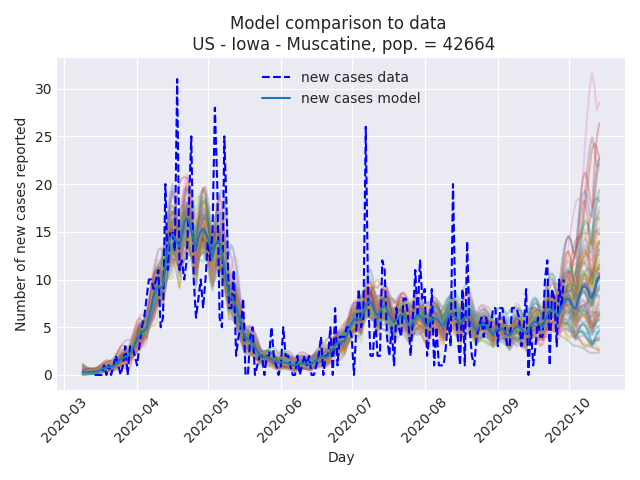 Model comparison to data
US - Iowa - Muscatine, pop. = 42664
new cases data
new cases model
Number of new cases reported
30
25
20
15
10
5
0
2020-03
2020-04
2020-05
2020-06
2020-07
2020-08
2020-09
2020-10
Day